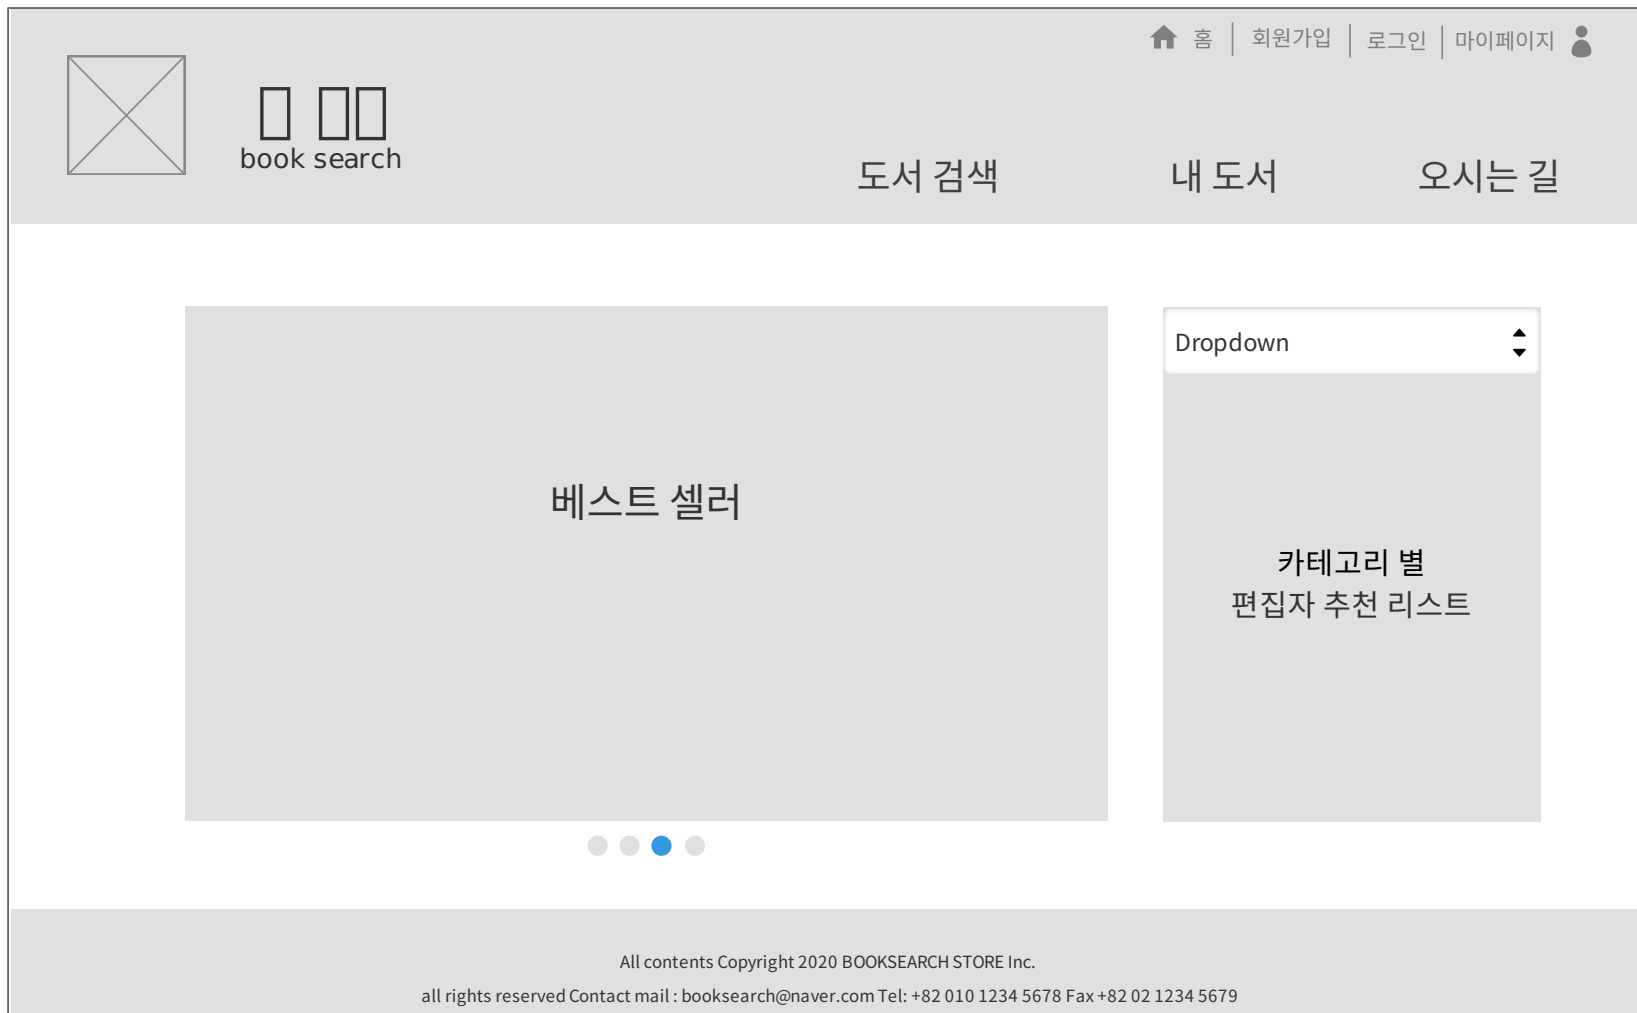 홈 회원가입 로그인 마이페이지
book search
도서 검색 내 도서 오시는 길
Dropdown
베스트 셀러
카테고리 별
편집자 추천 리스트
All contents Copyright 2020 BOOKSEARCH STORE Inc.
all rights reserved Contact mail : booksearch@naver.com Tel: +82 010 1234 5678 Fax +82 02 1234 5679